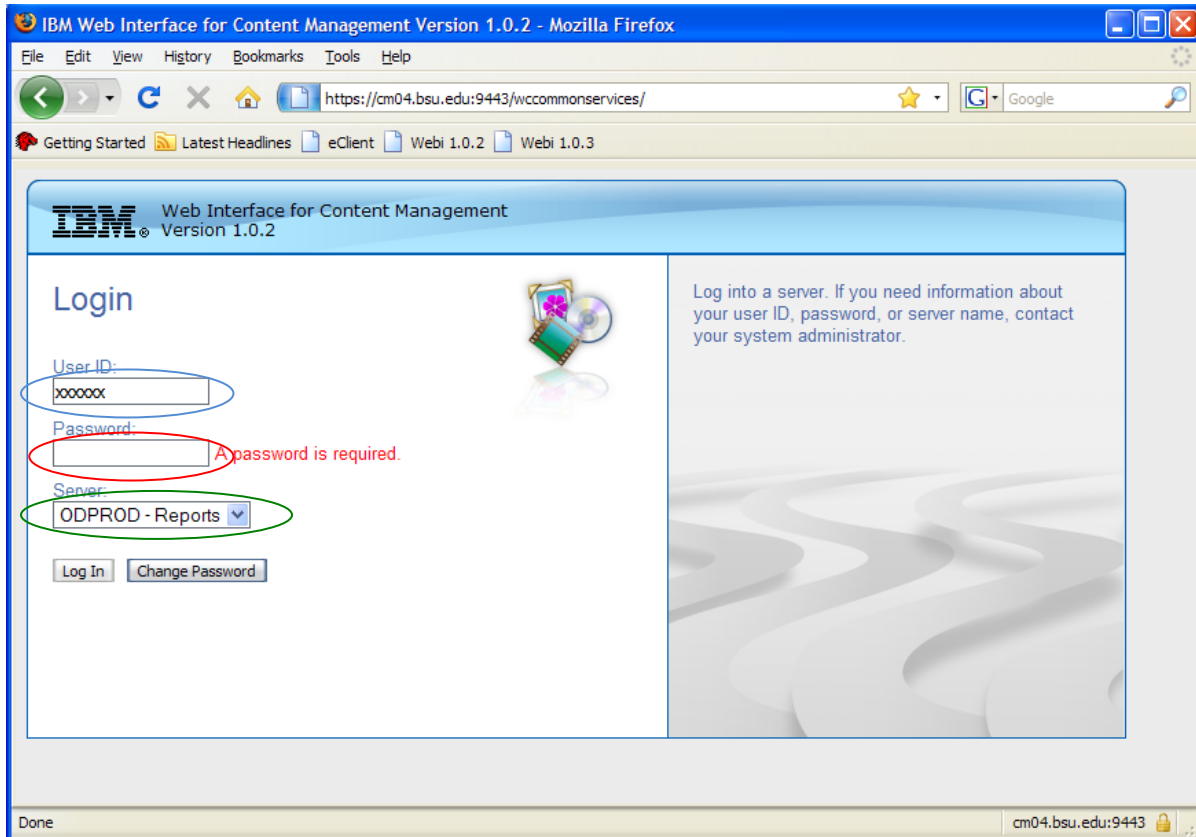 IBM Web Interface for Content Management Version 1.0.2 - Mozilla Firefox
File Edit View History Bookmarks Tools Help
https://cm04.bsu.edu:9443/wccommonservices/ G Google
Getting Started Latest Headlines eClient Webi 1.0.2 Webi 1.0.3
IBM® Web Interface for Content Management
Version 1.0.2
Login
User ID:
xxxxxx
Password:
A password is required.
Server:
ODPROD - Reports
Log In Change Password
Log into a server. If you need information about
your user ID, password, or server name, contact
your system administrator.
Done cm04.bsu.edu:9443